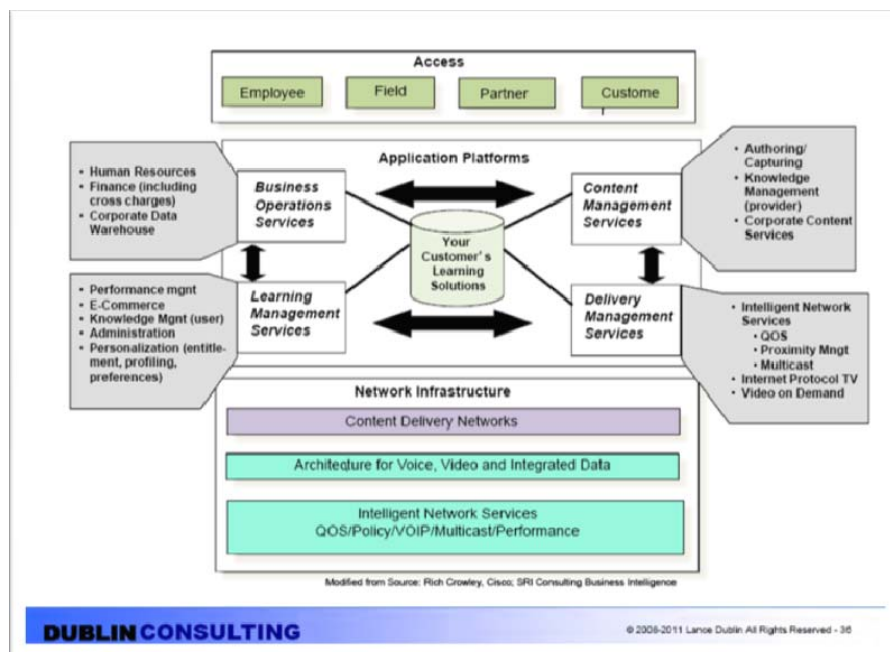 Access
Employee
Field
Partner
Custome
r
Application Platforms
• Human Resources
• Finance (including
cross charges)
• Corporate Data
Warehouse
Business
Operations
Services
Content
Management
Services
• Authoring/
Capturing
• Knowledge
Management
(provider)
• Corporate Content
Services
Your
Customer's
Learning
Solutions
• Performance mgnt
• E-Commerce
• Knowledge Mgnt (user)
• Administration
• Personalization (entitle-
ment, profiling,
preferences)
Learning
Management
Services
Delivery
Management
Services
• Intelligent Network
Services
• QOS
• Proximity Mngt
• Multicast
• Internet Protocol TV
• Video on Demand
Network Infrastructure
Content Delivery Networks
Architecture for Voice, Video and Integrated Data
Intelligent Network Services
QOS/Policy/VOIP/Multicast/Performance
Modified from Source: Rich Crowley, Cisco; SRI Consulting Business Intelligence
DUBLIN CONSULTING
© 2008-2011 Lance Dublin All Rights Reserved - 36